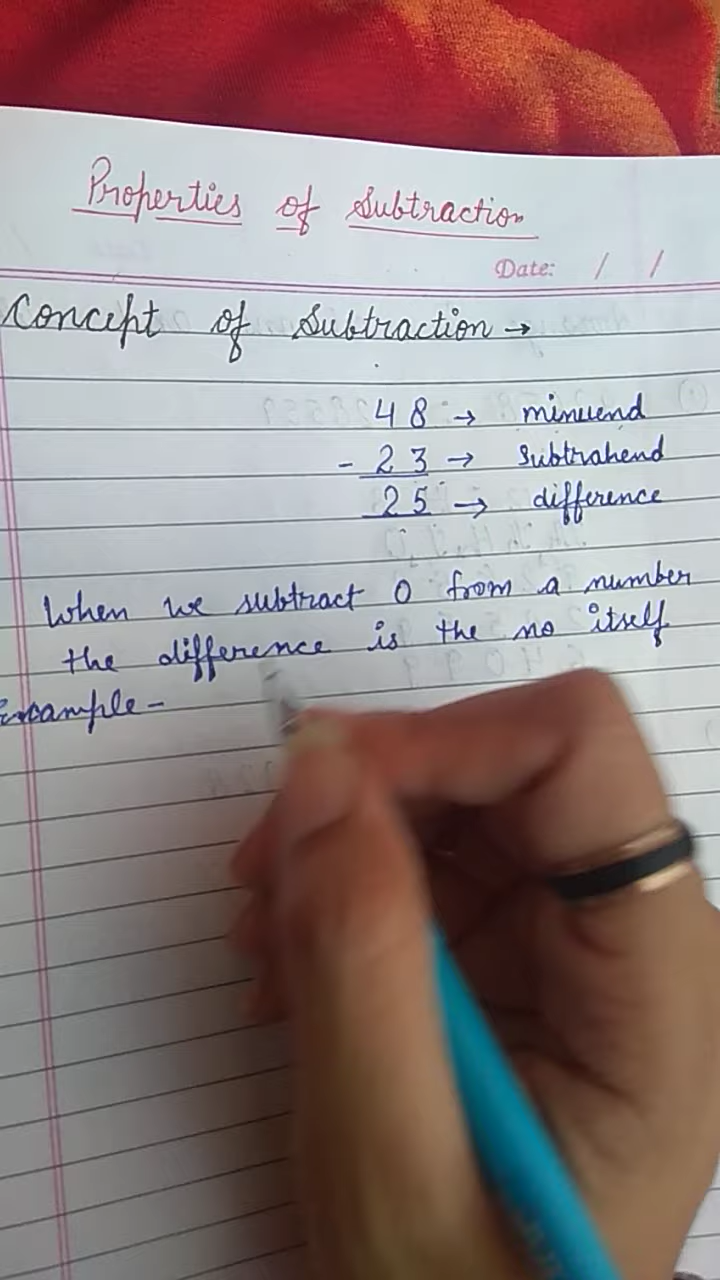 Properties of Subtraction
Date: / /
Concept of Subtraction →
48 → minuend
- 23 → Subtrahend
25 → difference
When we subtract 0 from a number
the difference is the no itself
Example -